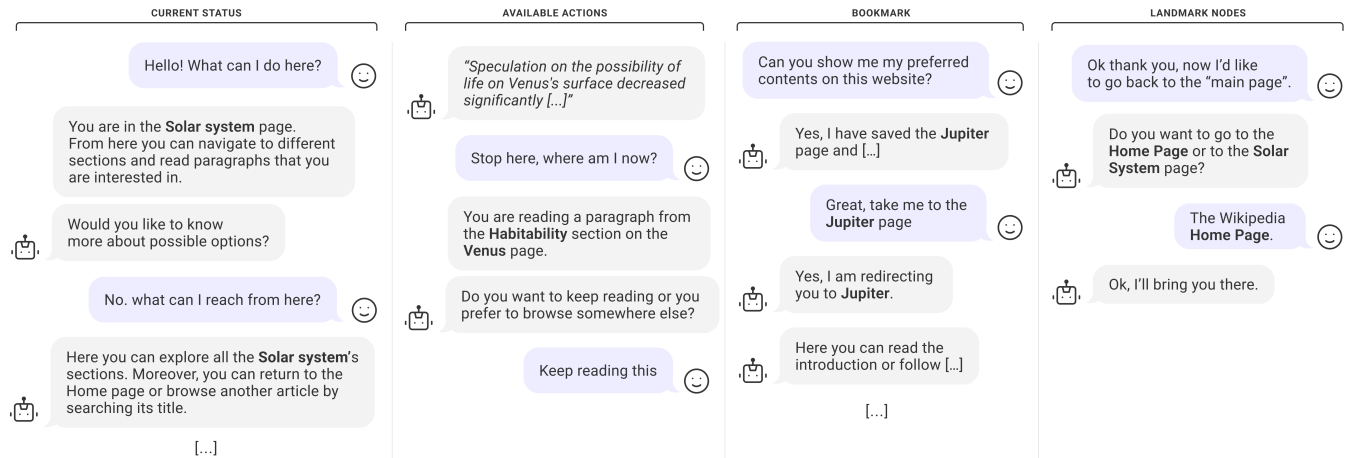 CURRENT STATUS
Hello! What can I do here?
You are in the Solar system page.
From here you can navigate to different
sections and read paragraphs that you
are interested in.
Would you like to know
more about possible options?
No. what can I reach from here?
Here you can explore all the Solar system's
sections. Moreover, you can return to the
Home page or browse another article by
searching its title.
[...]
AVAILABLE ACTIONS
“Speculation on the possibility of
life on Venus's surface decreased
significantly [...]”
Stop here, where am I now?
You are reading a paragraph from
the Habitability section on the
Venus page.
Do you want to keep reading or you
prefer to browse somewhere else?
Keep reading this
BOOKMARK
Can you show me my preferred
contents on this website?
Yes, I have saved the Jupiter
page and [...]
Great, take me to the
Jupiter page
Yes, I am redirecting
you to Jupiter.
Here you can read the
introduction or follow [...]
[...]
LANDMARK NODES
Ok thank you, now I’d like
to go back to the “main page”.
Do you want to go to the
Home Page or to the Solar
System page?
The Wikipedia
Home Page.
Ok, I’ll bring you there.